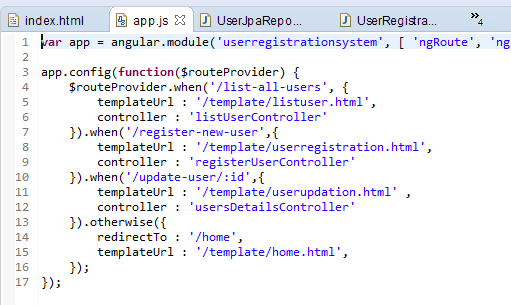 index.html app.js UserJpaRepo... UserRegistra... »4
1 var app = angular.module('userregistrationsystem', [ 'ngRoute', 'ng
2
3 app.config(function($routeProvider) {
4 $routeProvider.when('/list-all-users', {
5 templateUrl : '/template/listuser.html',
6 controller : 'listUserController'
7 }).when('/register-new-user',{
8 templateUrl : '/template/userregistration.html',
9 controller : 'registerUserController'
10 }).when('/update-user/:id',{
11 templateUrl : '/template/userupdation.html' ,
12 controller : 'usersDetailsController'
13 }).otherwise({
14 redirectTo : '/home',
15 templateUrl : '/template/home.html',
16 });
17 });